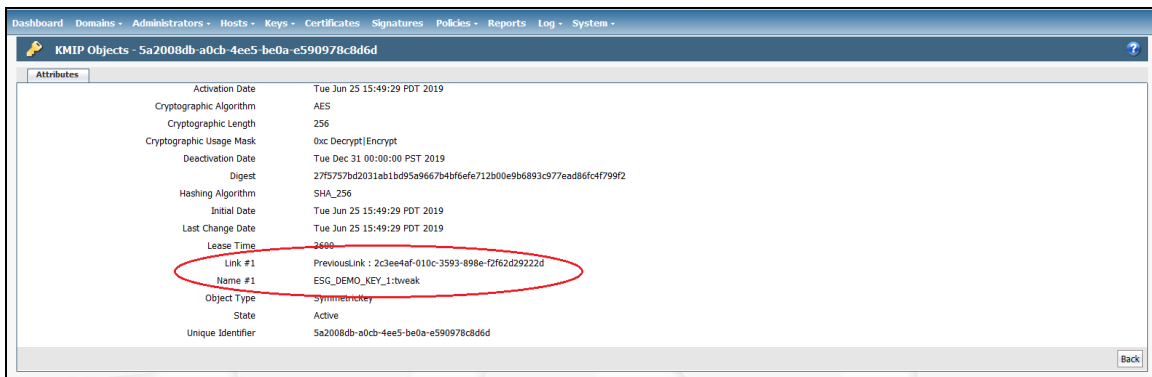 Dashboard Domains Administrators Hosts Keys Certificates Signatures Policies Reports Log System
KMIP Objects - 5a2008db-a0cb-4ee5-be0a-e590978c8d6d ?
Attributes
Activation Date Tue Jun 25 15:49:29 PDT 2019
Cryptographic Algorithm AES
Cryptographic Length 256
Cryptographic Usage Mask 0xc Decrypt|Encrypt
Deactivation Date Tue Dec 31 00:00:00 PST 2019
Digest 27f5757bd2031ab1bd95a9667b4bf6efe712b00e9b6893c977ead86fc4f799f2
Hashing Algorithm SHA_256
Initial Date Tue Jun 25 15:49:29 PDT 2019
Last Change Date Tue Jun 25 15:49:29 PDT 2019
Lease Time 3600
Link #1 PreviousLink : 2c3ee4af-010c-3593-898e-f2f62d29222d
Name #1 ESG_DEMO_KEY_1:tweak
Object Type SymmetricKey
State Active
Unique Identifier 5a2008db-a0cb-4ee5-be0a-e590978c8d6d
Back